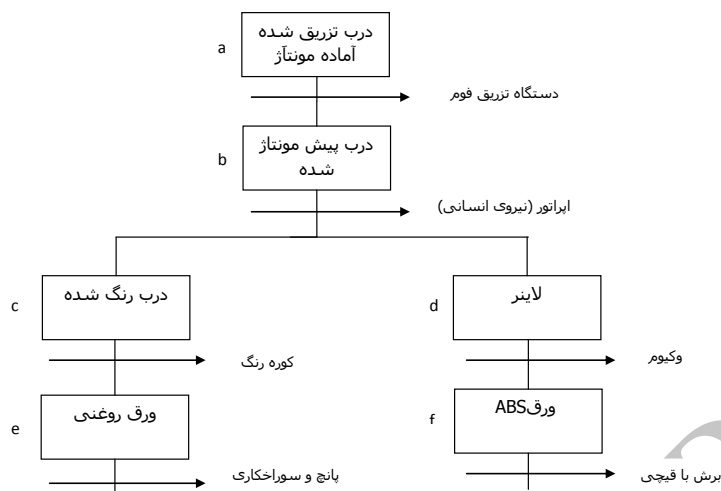 a
درب تزریق شده
آماده مونتاژ
دستگاه تزریق فوم
b
درب پیش مونتاژ
شده
اپراتور (نیروی انسانی)
c
درب رنگ شده
d
لاینر
کوره رنگ
وکیوم
e
ورق روغنی
f
ورقABS
پانچ و سوراخکاری
برش با قیچی